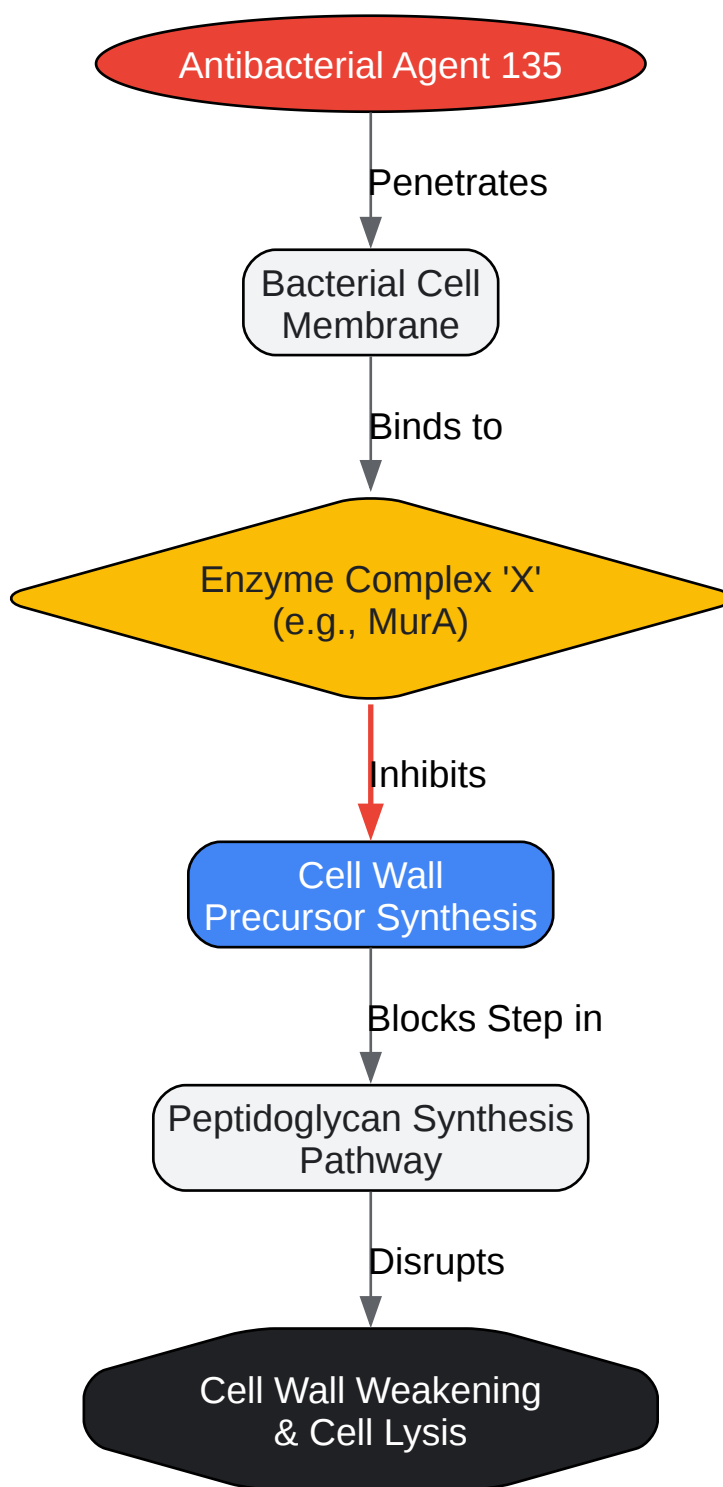 Antibacterial Agent 135
Penetrates
Bacterial Cell
Membrane
Binds to
Enzyme Complex 'X'
(e.g., MurA)
Inhibits
Cell Wall
Precursor Synthesis
Blocks Step in
Peptidoglycan Synthesis
Pathway
Disrupts
Cell Wall Weakening
& Cell Lysis